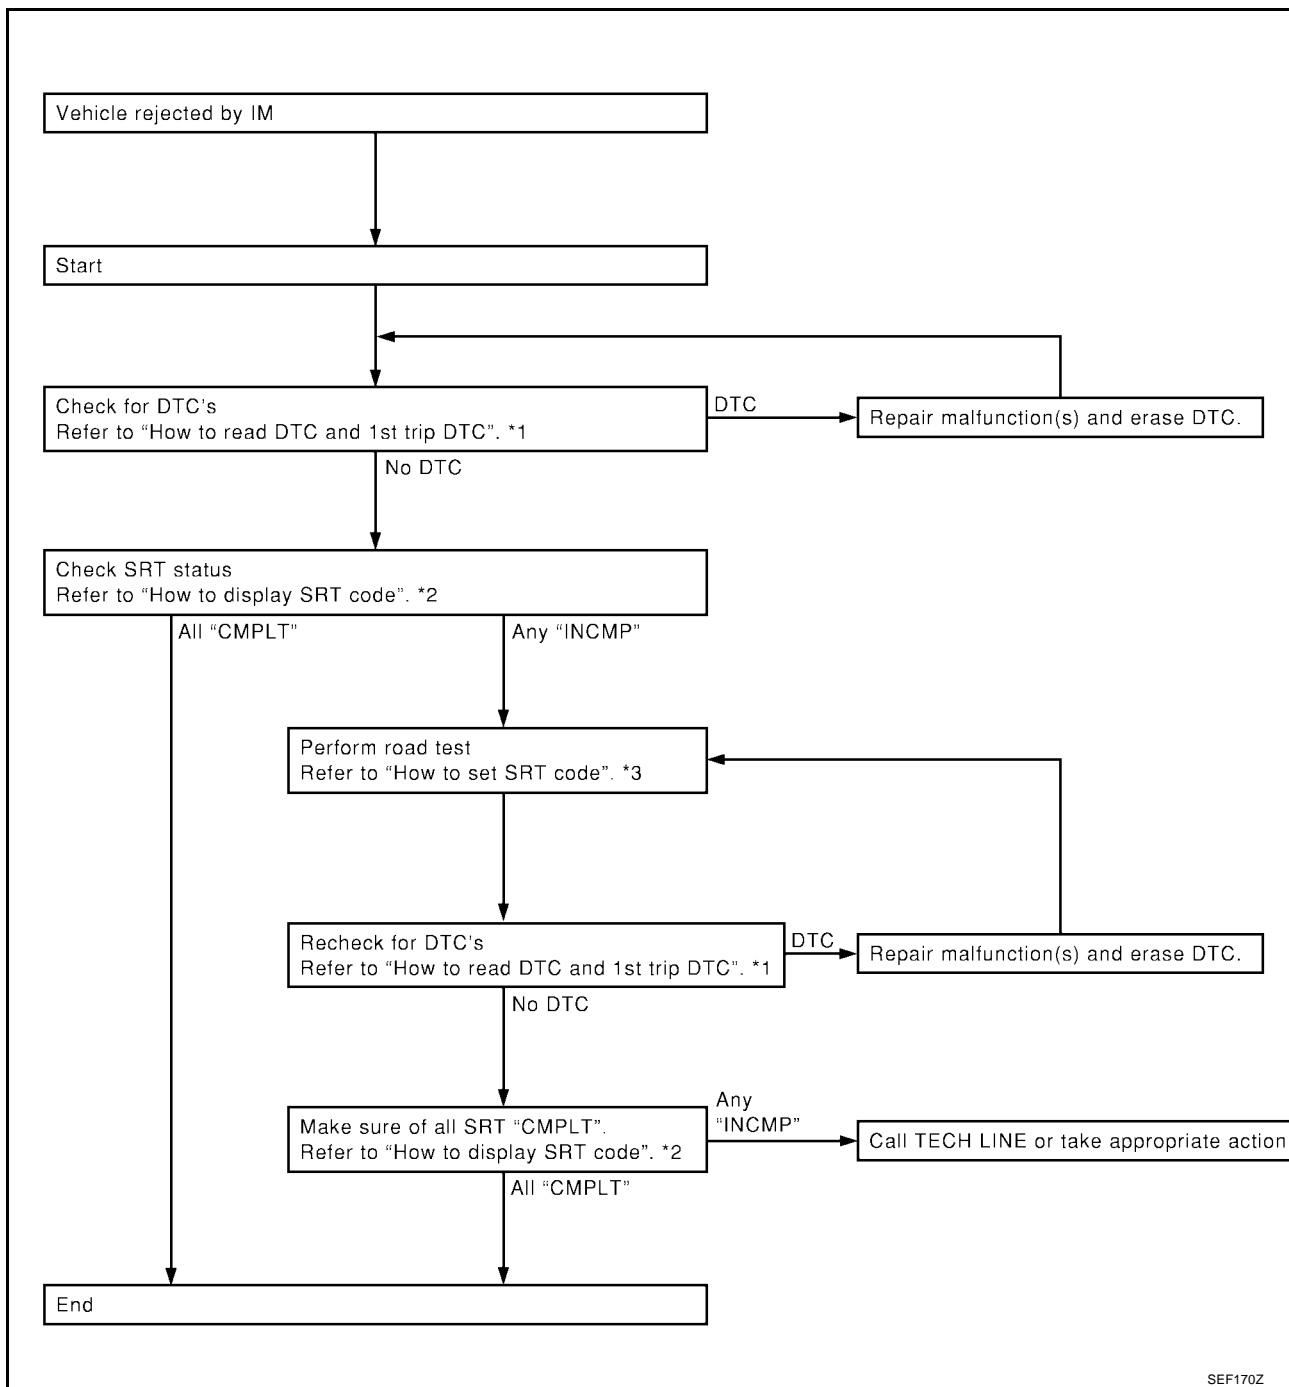 Vehicle rejected by IM
Start
Check for DTC's
Refer to “How to read DTC and 1st trip DTC”. *1
DTC
Repair malfunction(s) and erase DTC.
No DTC
Check SRT status
Refer to “How to display SRT code”. *2
All “CMPLT”
Any “INCMP”
Perform road test
Refer to “How to set SRT code”. *3
Recheck for DTC's
Refer to “How to read DTC and 1st trip DTC”. *1
DTC
Repair malfunction(s) and erase DTC.
No DTC
Make sure of all SRT “CMPLT”.
Refer to “How to display SRT code”. *2
Any
“INCMP”
Call TECH LINE or take appropriate action
All “CMPLT”
End
SEF170Z